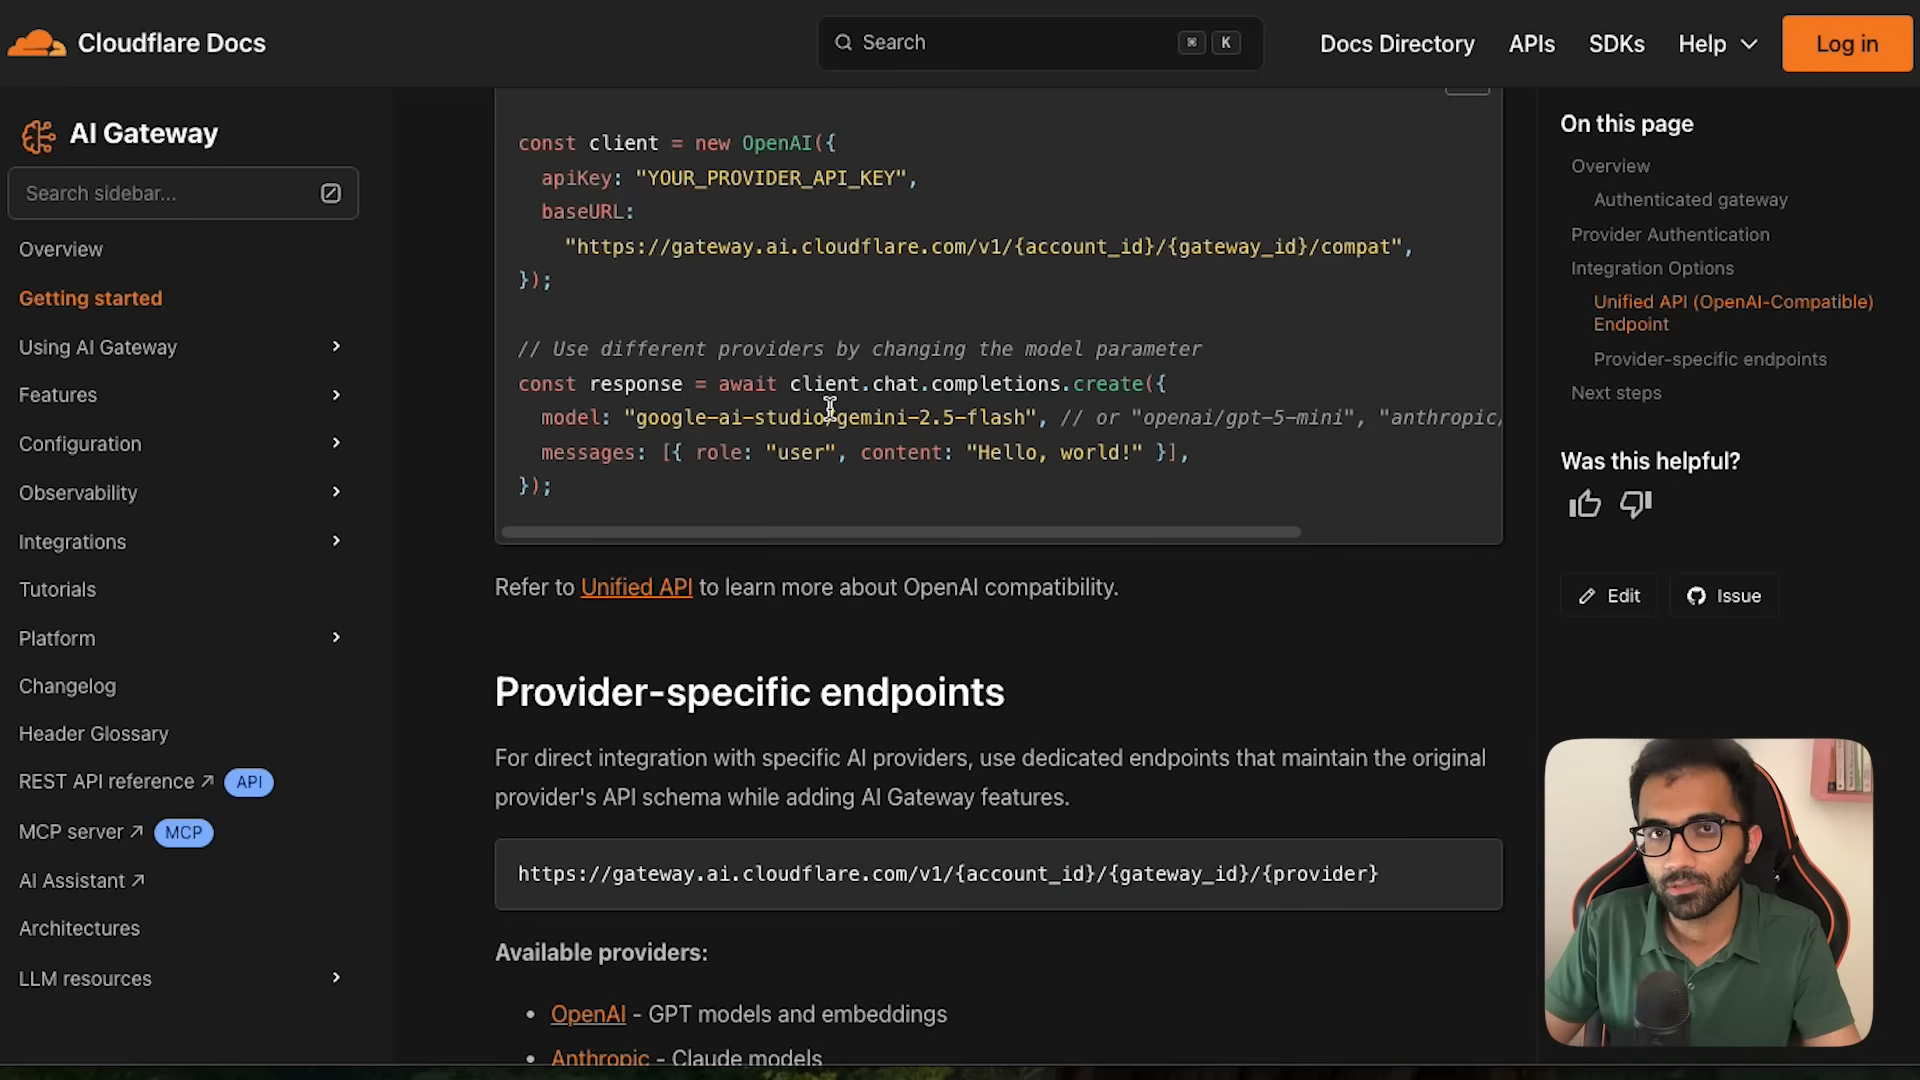 Cloudflare Docs
Search
⌘ K
Docs Directory
APIs
SDKs
Help
Log in
AI Gateway
Search sidebar...
Overview
Getting started
Using AI Gateway
Features
Configuration
Observability
Integrations
Tutorials
Platform
Changelog
Header Glossary
REST API reference ↗ API
MCP server ↗ MCP
AI Assistant ↗
Architectures
LLM resources
const client = new OpenAI({
apiKey: "YOUR_PROVIDER_API_KEY",
baseURL:
"https://gateway.ai.cloudflare.com/v1/{account_id}/{gateway_id}/compat",
});
// Use different providers by changing the model parameter
const response = await client.chat.completions.create({
model: "google-ai-studio/gemini-2.5-flash", // or "openai/gpt-5-mini", "anthropic/
messages: [{ role: "user", content: "Hello, world!" }],
});
Refer to Unified API to learn more about OpenAI compatibility.
Provider-specific endpoints
For direct integration with specific AI providers, use dedicated endpoints that maintain the original
provider's API schema while adding AI Gateway features.
https://gateway.ai.cloudflare.com/v1/{account_id}/{gateway_id}/{provider}
Available providers:
• OpenAI - GPT models and embeddings
• Anthropic - Claude models
On this page
Overview
Authenticated gateway
Provider Authentication
Integration Options
Unified API (OpenAI-Compatible)
Endpoint
Provider-specific endpoints
Next steps
Was this helpful?
Edit
Issue